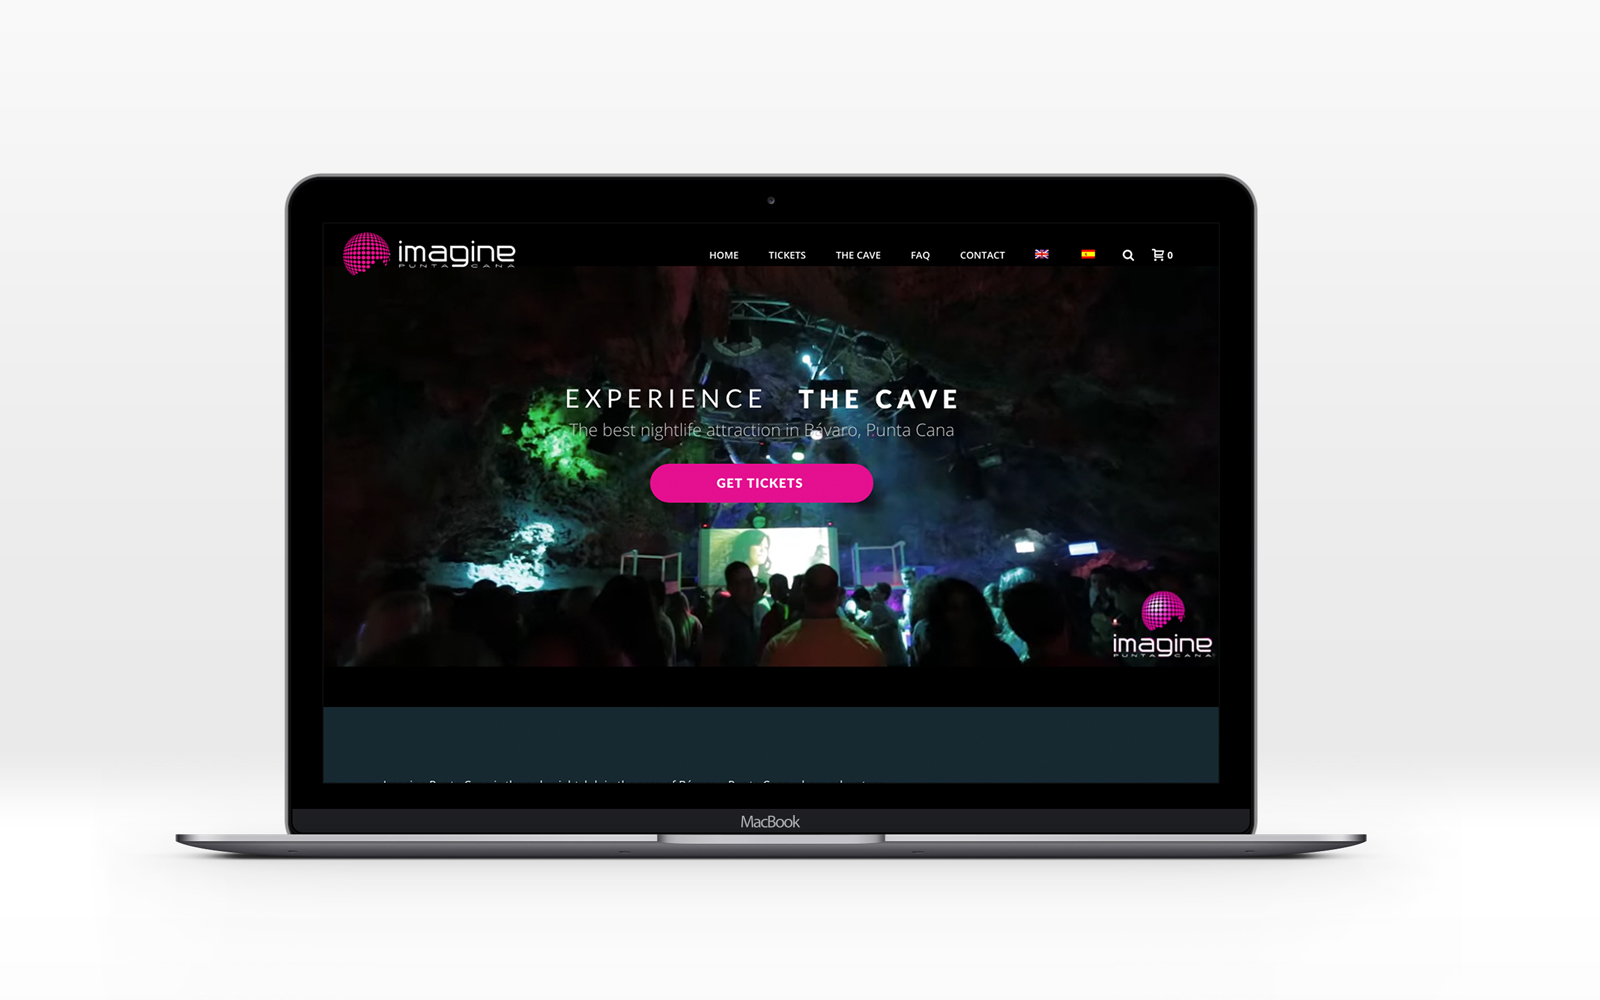 imagine
PUNTA CANA
HOME TICKETS THE CAVE FAQ CONTACT 0
EXPERIENCE THE CAVE
The best nightlife attraction in Bávaro, Punta Cana
GET TICKETS
imagine
PUNTA CANA
MacBook